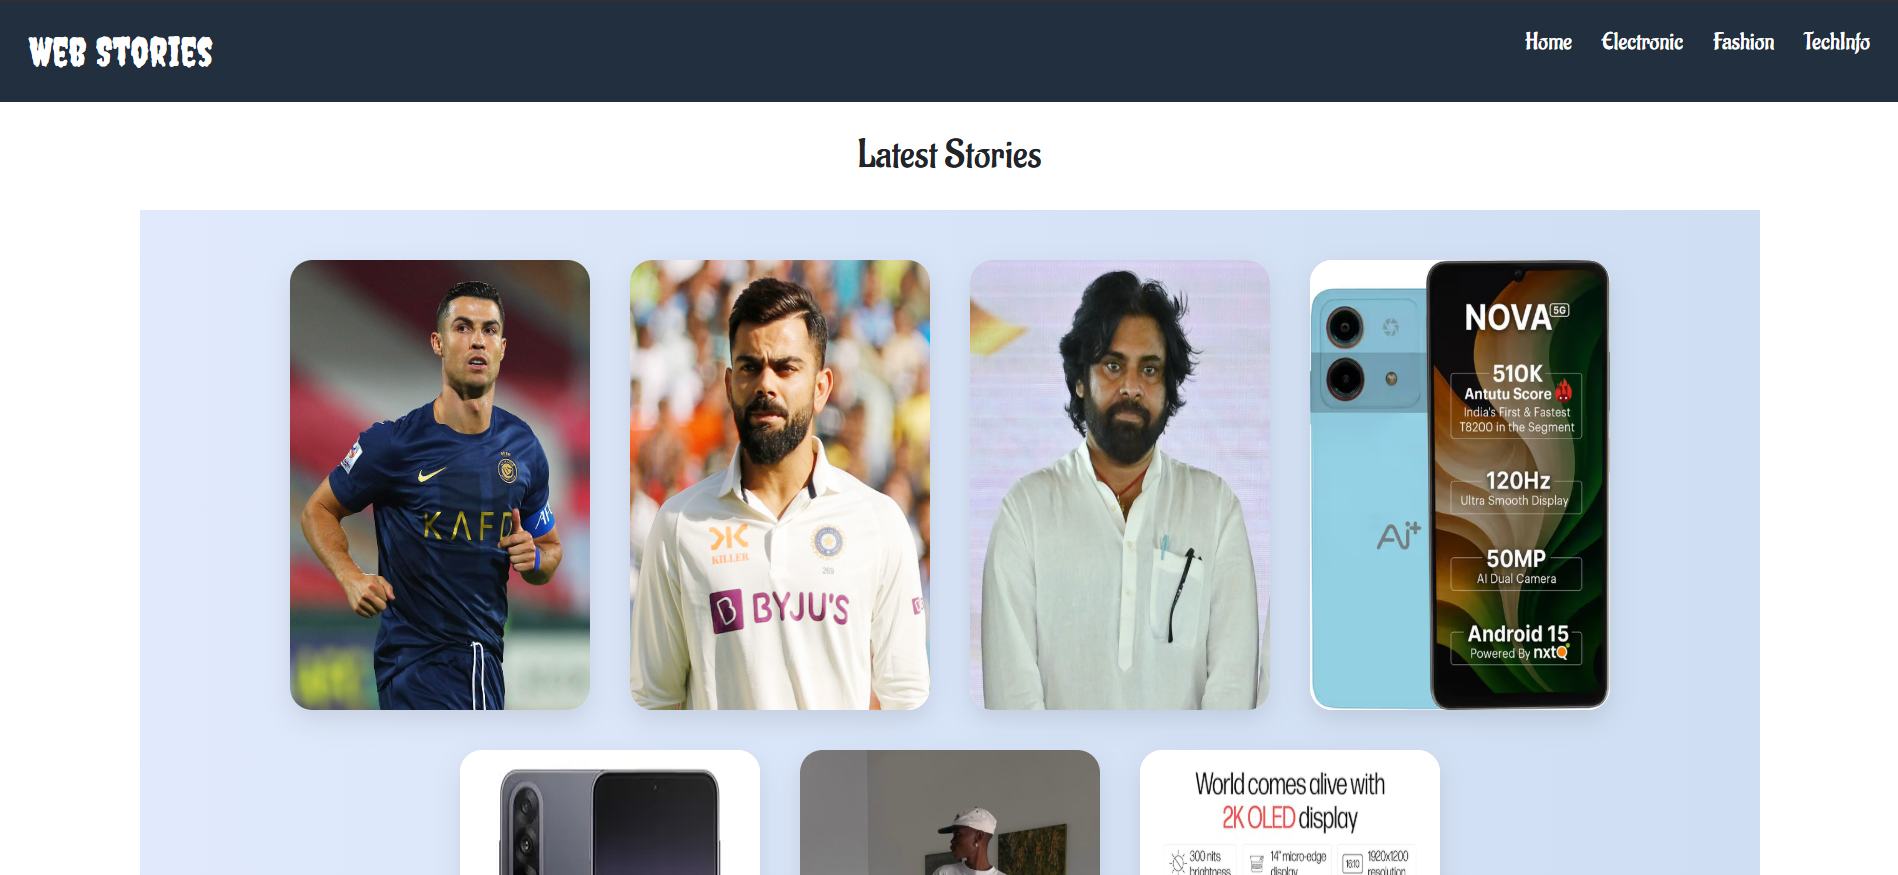 WEB STORIES
Home Electronic Fashion TechInfo
Latest Stories
KAFD
KILLER
269
BYJU'S
NOVA 5G
510K
Antutu Score
India's First & Fastest
T8200 in the Segment
120Hz
Ultra Smooth Display
50MP
AI Dual Camera
Android 15
Powered By nxtQ
Ai+
World comes alive with
2K OLED display
300 nits
brightness
14" micro-edge
display
16:10
1920x1200
resolution